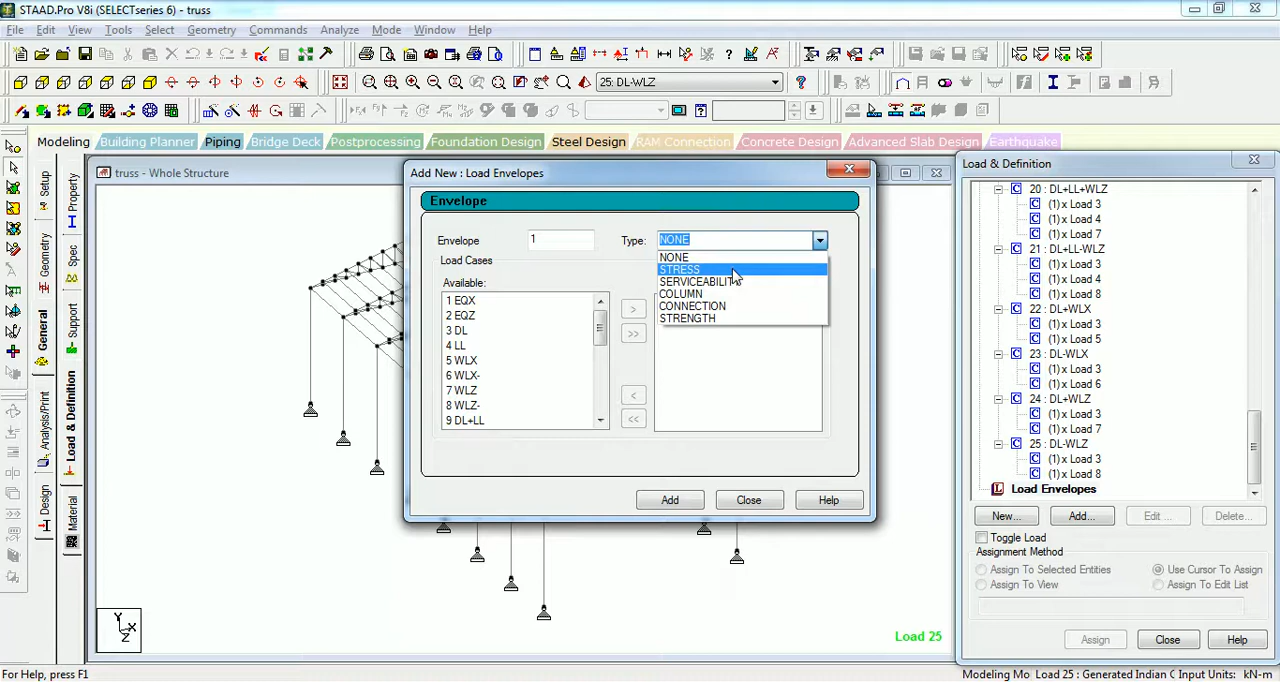 STAAD.Pro V8i (SELECTseries 6) - truss
File Edit View Tools Select Geometry Commands Analyze Mode Window Help
25: DL-WLZ
Modeling Building Planner Piping Bridge Deck Postprocessing Foundation Design Steel Design RAM Connection Concrete Design Advanced Slab Design Earthquake
truss - Whole Structure
Setup
Geometry
General
Analysis/Print
Design
Property
Spec
Support
Load & Definition
Material
Add New : Load Envelopes
Envelope
Envelope 1 Type: NONE
Load Cases
Available:
1 EQX
2 EQZ
3 DL
4 LL
5 WLX
6 WLX-
7 WLZ
8 WLZ-
9 DL+LL
NONE
STRESS
SERVICEABILIT
COLUMN
CONNECTION
STRENGTH
> 
>>
<
<<
Add Close Help
Load & Definition
20 : DL+LL+WLZ
(1) x Load 3
(1) x Load 4
(1) x Load 7
21 : DL+LL-WLZ
(1) x Load 3
(1) x Load 4
(1) x Load 8
22 : DL+WLX
(1) x Load 3
(1) x Load 5
23 : DL-WLX
(1) x Load 3
(1) x Load 6
24 : DL+WLZ
(1) x Load 3
(1) x Load 7
25 : DL-WLZ
(1) x Load 3
(1) x Load 8
Load Envelopes
New... Add... Edit ... Delete...
Toggle Load
Assignment Method
Assign To Selected Entities Use Cursor To Assign
Assign To View Assign To Edit List
Assign Close Help
Y
X
Z
Load 25
For Help, press F1 Modeling Mo Load 25 : Generated Indian C Input Units: kN-m